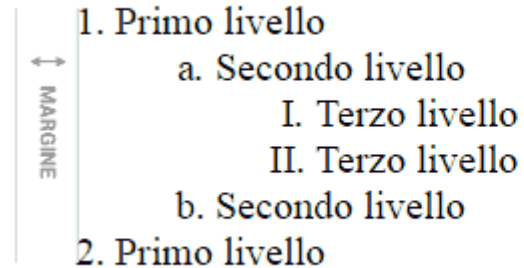 1. Primo livello
a. Secondo livello
I. Terzo livello
II. Terzo livello
b. Secondo livello
2. Primo livello
MARGINE